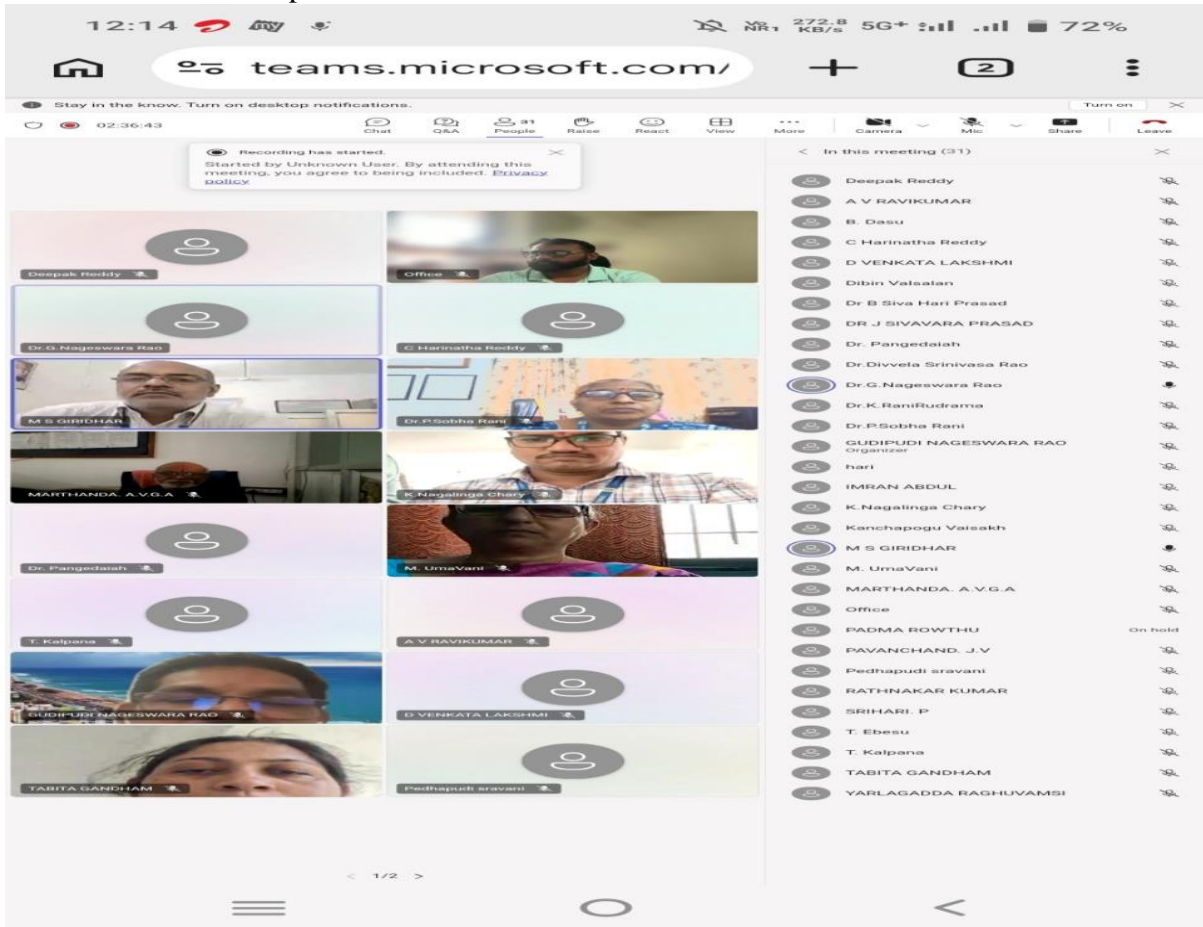 12:14
Vo NR1 272.8 KB/s 5G+ 72%
teams.microsoft.com/
2
Stay in the know. Turn on desktop notifications.
Turn on
02:36:43
Chat
Q&A
31
People
Raise
React
View
More
Camera
Mic
Share
Leave
Recording has started.
Started by Unknown User. By attending this
meeting, you agree to being included. Privacy
policy
Deepak Reddy
Office
Dr.G.Nageswara Rao
C Harinatha Reddy
M S GIRIDHAR
Dr.P.Sobha Rani
MARTHANDA. A.V.G.A
K.Nagalinga Chary
Dr. Pangedaiah
M. UmaVani
T. Kalpana
A V RAVIKUMAR
GUDIPUDI NAGESWARA RAO
D VENKATA LAKSHMI
TABITA GANDHAM
Pedhapudi sravani
1/2
In this meeting (31)
Deepak Reddy
A V RAVIKUMAR
B. Dasu
C Harinatha Reddy
D VENKATA LAKSHMI
Dibin Valsalan
Dr B Siva Hari Prasad
DR J SIVAVARA PRASAD
Dr. Pangedaiah
Dr.Divvela Srinivasa Rao
Dr.G.Nageswara Rao
Dr.K.RaniRudrama
Dr.P.Sobha Rani
GUDIPUDI NAGESWARA RAO
Organizer
hari
IMRAN ABDUL
K.Nagalinga Chary
Kanchapogu Vaisakh
M S GIRIDHAR
M. UmaVani
MARTHANDA. A.V.G.A
Office
PADMA ROWTHU On hold
PAVANCHAND. J.V
Pedhapudi sravani
RATHNAKAR KUMAR
SRIHARI. P
T. Ebesu
T. Kalpana
TABITA GANDHAM
YARLAGADDA RAGHUVAMSI